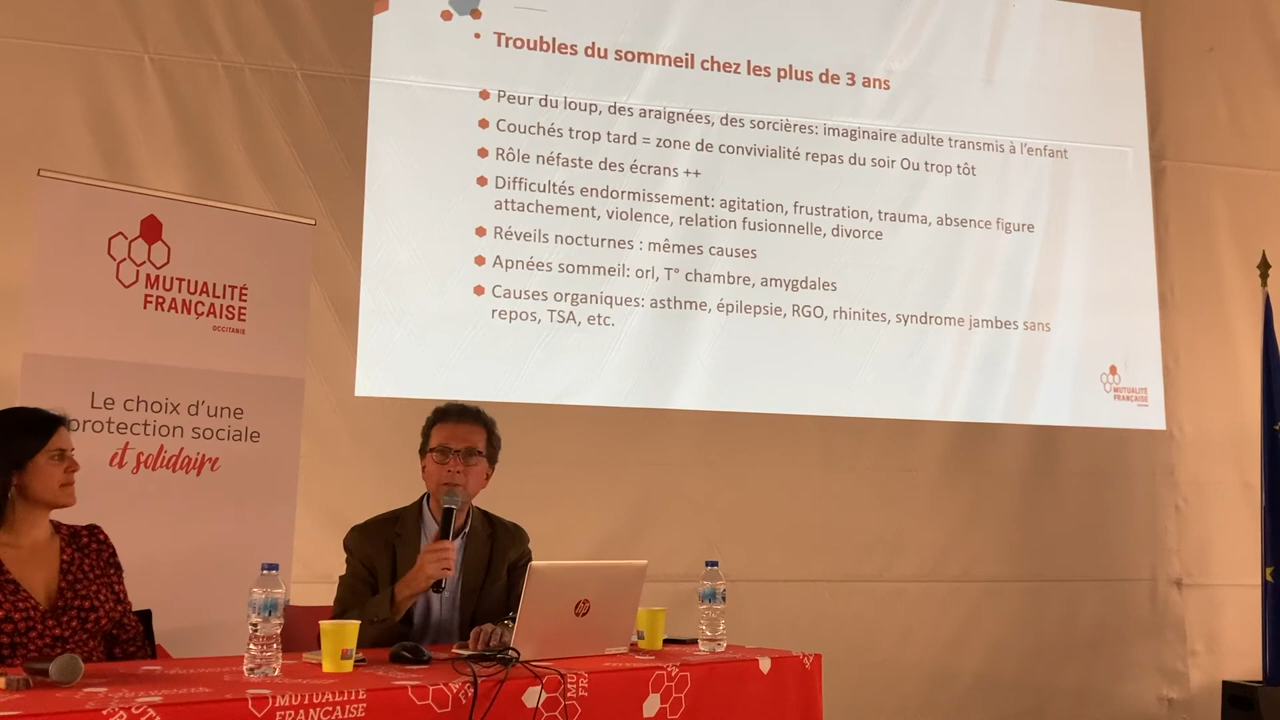 • Troubles du sommeil chez les plus de 3 ans
Peur du loup, des araignées, des sorcières: imaginaire adulte transmis à l'enfant
Couchés trop tard = zone de convivialité repas du soir Ou trop tôt
Rôle néfaste des écrans ++
Difficultés endormissement: agitation, frustration, trauma, absence figure
attachement, violence, relation fusionnelle, divorce
Réveils nocturnes : mêmes causes
Apnées sommeil: orl, T° chambre, amygdales
Causes organiques: asthme, épilepsie, RGO, rhinites, syndrome jambes sans
repos, TSA, etc.
MUTUALITÉ
FRANÇAISE
OCCITANIE
MUTUALITÉ
FRANÇAISE
OCCITANIE
Le choix d'une
protection sociale
et solidaire
hp
MUTUALITÉ
FRANÇAISE